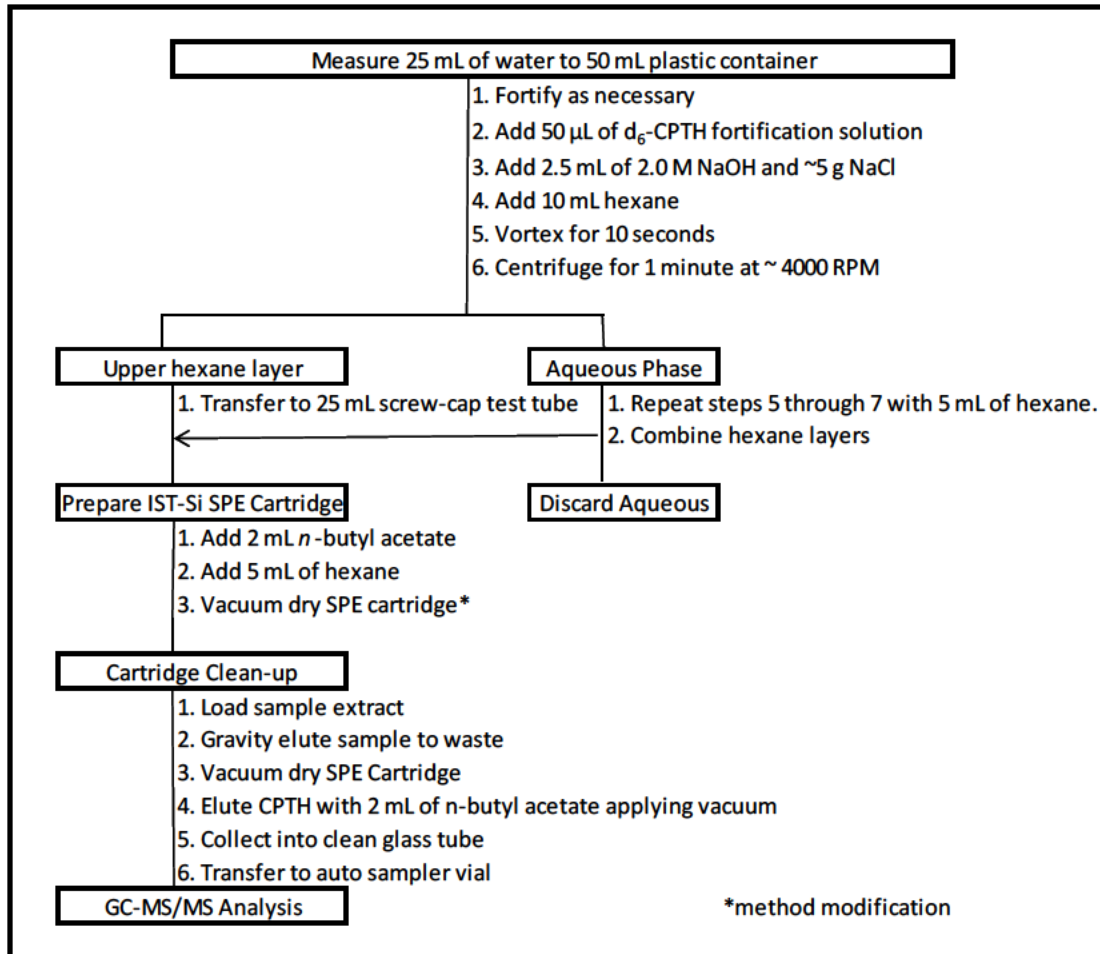 Measure 25 mL of water to 50 mL plastic container
1. Fortify as necessary
2. Add 50 µL of d₆-CPTH fortification solution
3. Add 2.5 mL of 2.0 M NaOH and ~5 g NaCl
4. Add 10 mL hexane
5. Vortex for 10 seconds
6. Centrifuge for 1 minute at ~ 4000 RPM
Upper hexane layer
1. Transfer to 25 mL screw-cap test tube
Aqueous Phase
1. Repeat steps 5 through 7 with 5 mL of hexane.
2. Combine hexane layers
Discard Aqueous
Prepare IST-Si SPE Cartridge
1. Add 2 mL n-butyl acetate
2. Add 5 mL of hexane
3. Vacuum dry SPE cartridge*
Cartridge Clean-up
1. Load sample extract
2. Gravity elute sample to waste
3. Vacuum dry SPE Cartridge
4. Elute CPTH with 2 mL of n-butyl acetate applying vacuum
5. Collect into clean glass tube
6. Transfer to auto sampler vial
GC-MS/MS Analysis
*method modification